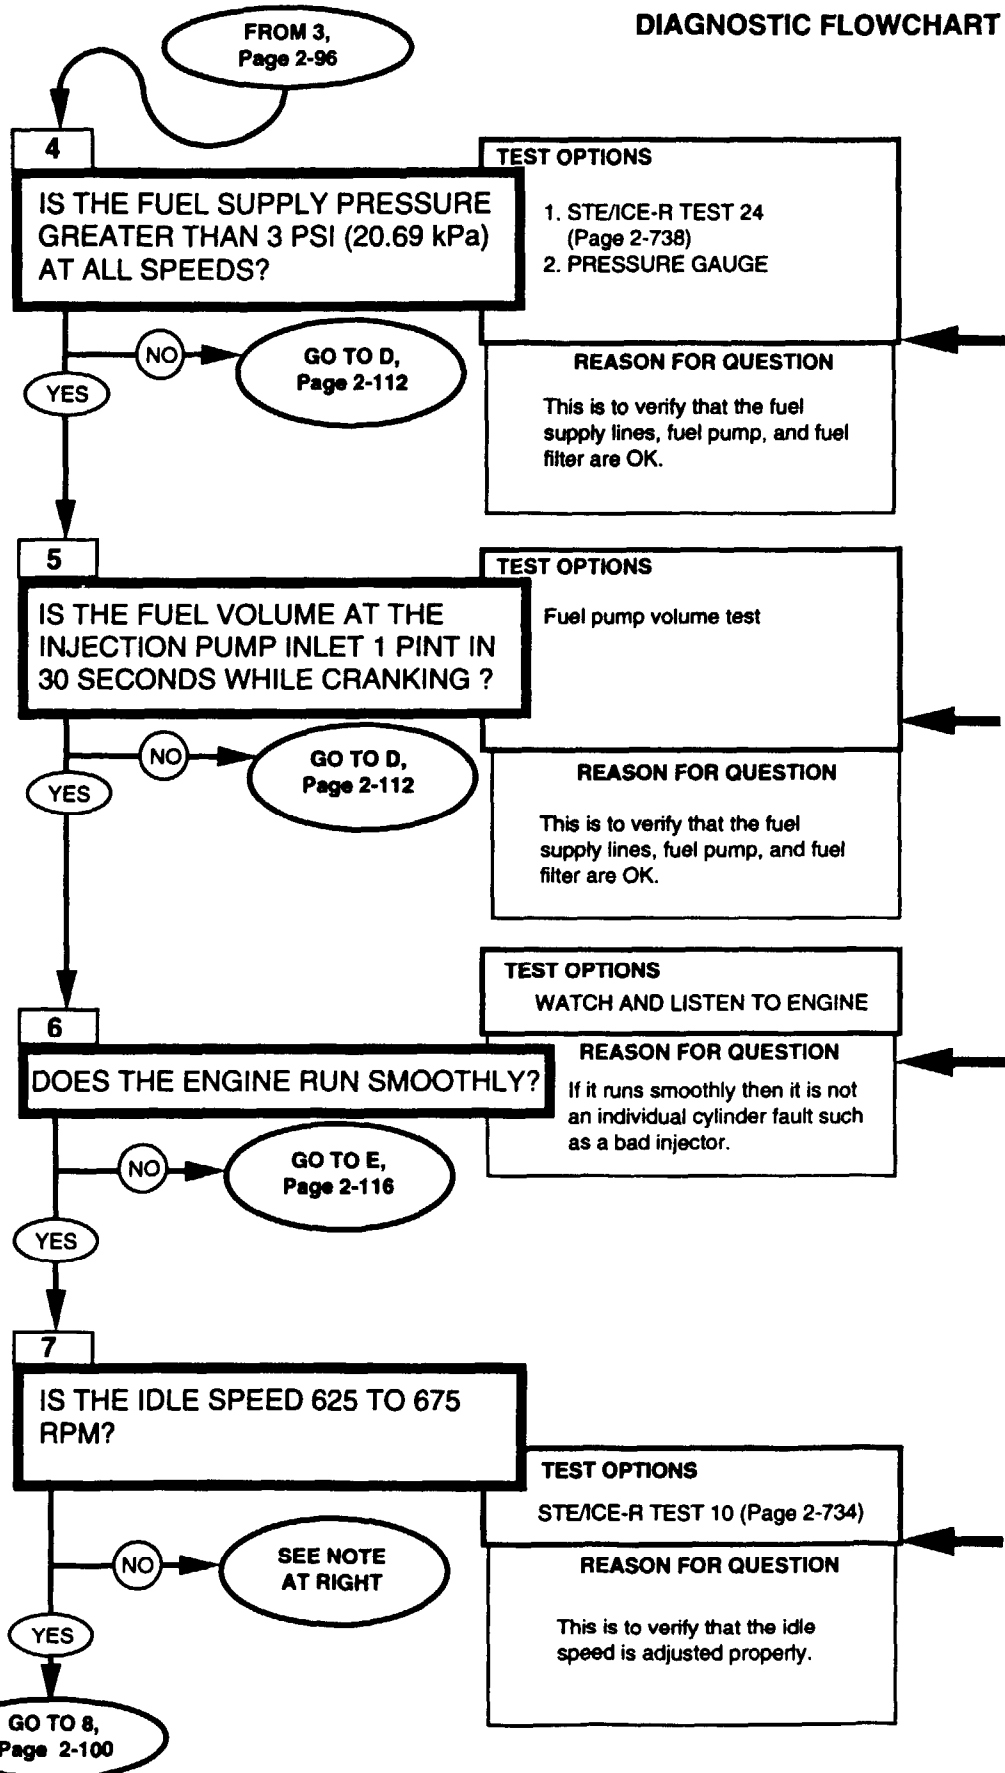 DIAGNOSTIC FLOWCHART
FROM 3,
Page 2-96
4
IS THE FUEL SUPPLY PRESSURE
GREATER THAN 3 PSI (20.69 kPa)
AT ALL SPEEDS?
TEST OPTIONS
1. STE/ICE-R TEST 24
(Page 2-738)
2. PRESSURE GAUGE
REASON FOR QUESTION
This is to verify that the fuel
supply lines, fuel pump, and fuel
filter are OK.
NO
GO TO D,
Page 2-112
YES
5
IS THE FUEL VOLUME AT THE
INJECTION PUMP INLET 1 PINT IN
30 SECONDS WHILE CRANKING ?
TEST OPTIONS
Fuel pump volume test
REASON FOR QUESTION
This is to verify that the fuel
supply lines, fuel pump, and fuel
filter are OK.
NO
GO TO D,
Page 2-112
YES
6
DOES THE ENGINE RUN SMOOTHLY?
TEST OPTIONS
WATCH AND LISTEN TO ENGINE
REASON FOR QUESTION
If it runs smoothly then it is not
an individual cylinder fault such
as a bad injector.
NO
GO TO E,
Page 2-116
YES
7
IS THE IDLE SPEED 625 TO 675
RPM?
TEST OPTIONS
STE/ICE-R TEST 10 (Page 2-734)
REASON FOR QUESTION
This is to verify that the idle
speed is adjusted properly.
NO
SEE NOTE
AT RIGHT
YES
GO TO 8,
Page 2-100